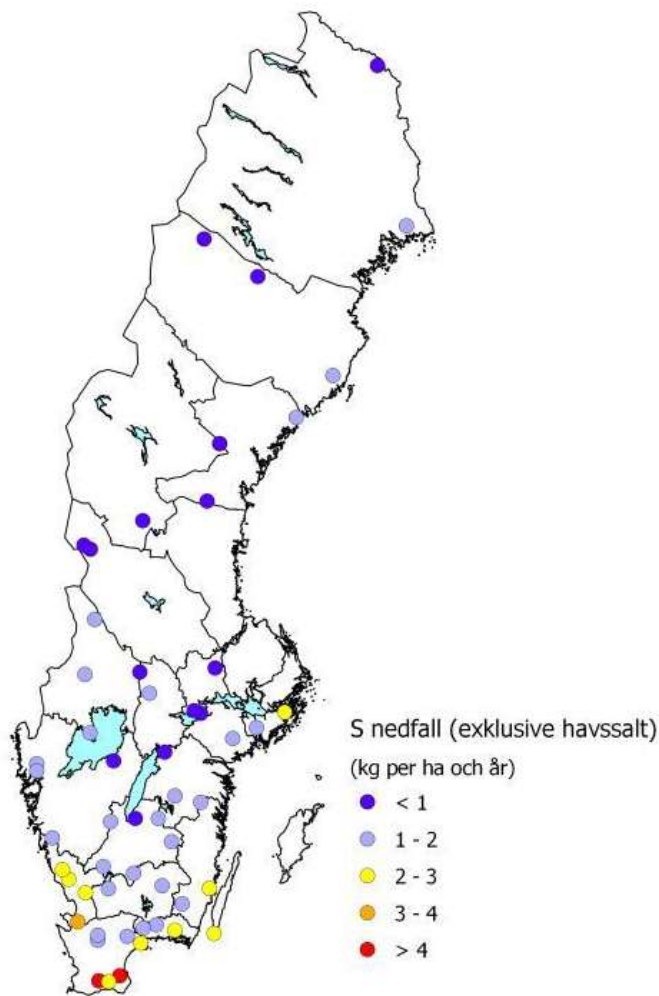 S nedfall (exklusive havssalt)
(kg per ha och år)
< 1
1 - 2
2 - 3
3 - 4
> 4